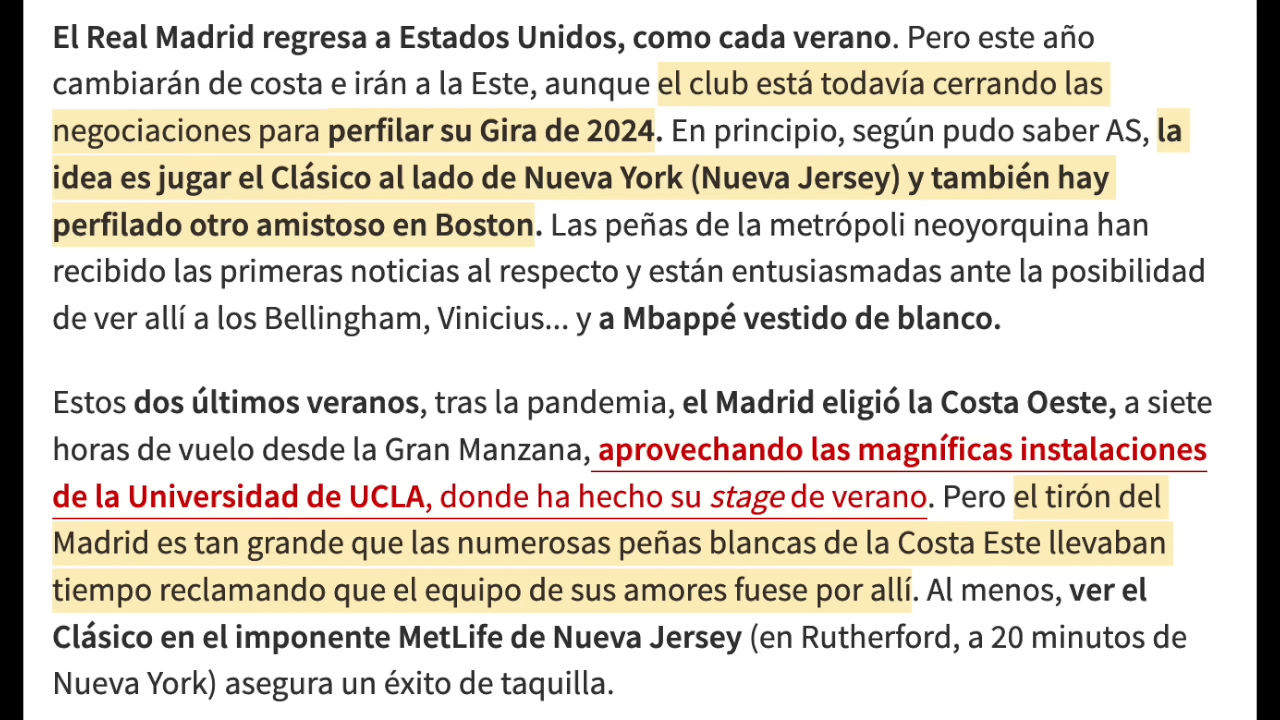 El Real Madrid regresa a Estados Unidos, como cada verano. Pero este año
cambiarán de costa e irán a la Este, aunque el club está todavía cerrando las
negociaciones para perfilar su Gira de 2024. En principio, según pudo saber AS, la
idea es jugar el Clásico al lado de Nueva York (Nueva Jersey) y también hay
perfilado otro amistoso en Boston. Las peñas de la metrópoli neoyorquina han
recibido las primeras noticias al respecto y están entusiasmadas ante la posibilidad
de ver allí a los Bellingham, Vinicius... y a Mbappé vestido de blanco.
Estos dos últimos veranos, tras la pandemia, el Madrid eligió la Costa Oeste, a siete
horas de vuelo desde la Gran Manzana, aprovechando las magníficas instalaciones
de la Universidad de UCLA, donde ha hecho su stage de verano. Pero el tirón del
Madrid es tan grande que las numerosas peñas blancas de la Costa Este llevaban
tiempo reclamando que el equipo de sus amores fuese por allí. Al menos, ver el
Clásico en el imponente MetLife de Nueva Jersey (en Rutherford, a 20 minutos de
Nueva York) asegura un éxito de taquilla.